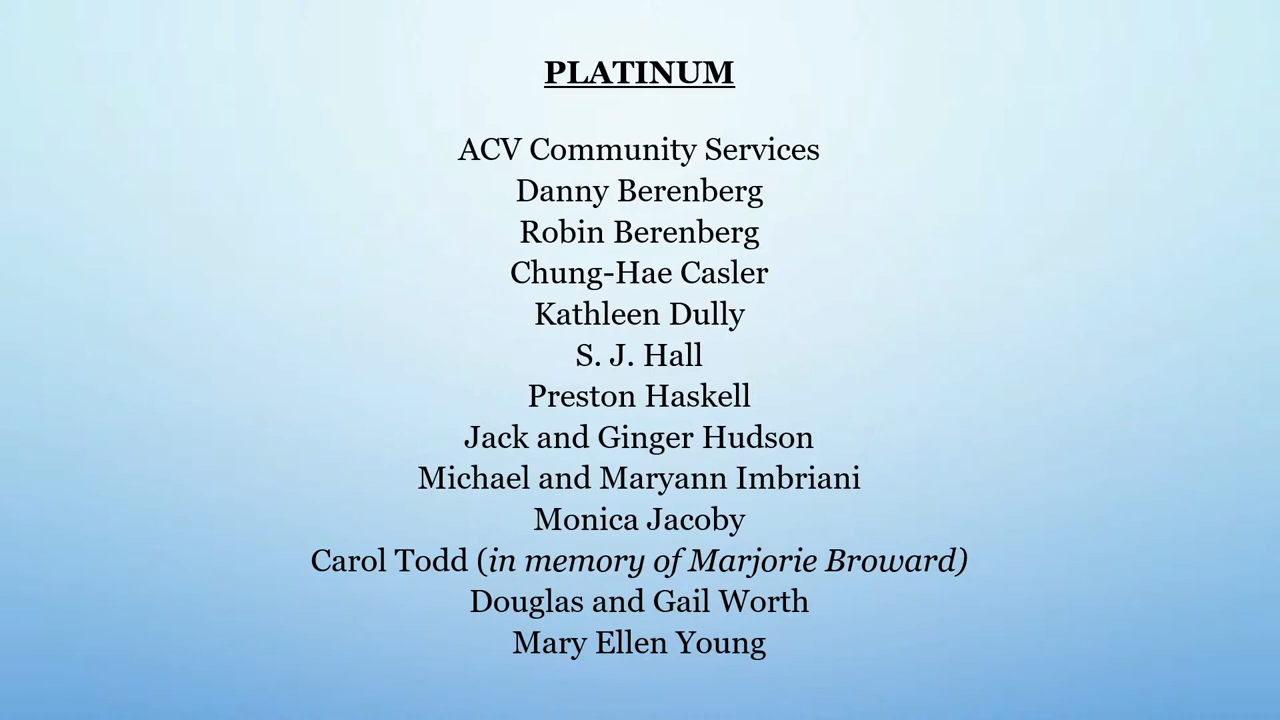 PLATINUM
ACV Community Services
Danny Berenberg
Robin Berenberg
Chung-Hae Casler
Kathleen Dully
S. J. Hall
Preston Haskell
Jack and Ginger Hudson
Michael and Maryann Imbriani
Monica Jacoby
Carol Todd (in memory of Marjorie Broward)
Douglas and Gail Worth
Mary Ellen Young